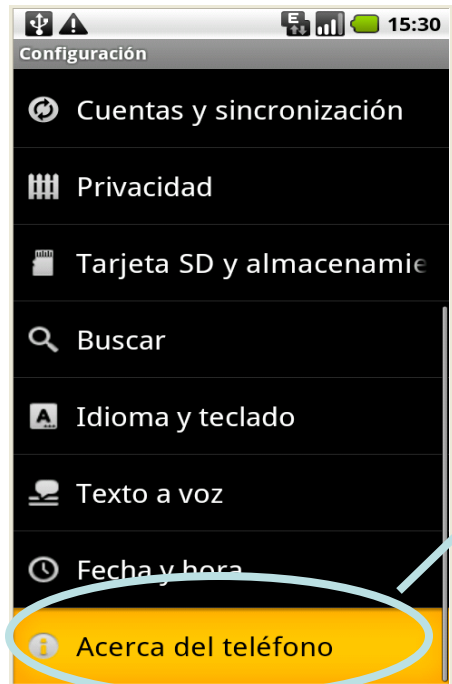 E
15:30
Configuración
Cuentas y sincronización
Privacidad
Tarjeta SD y almacenamie
Buscar
A
Idioma y teclado
Texto a voz
Fecha y hora
i
Acerca del teléfono